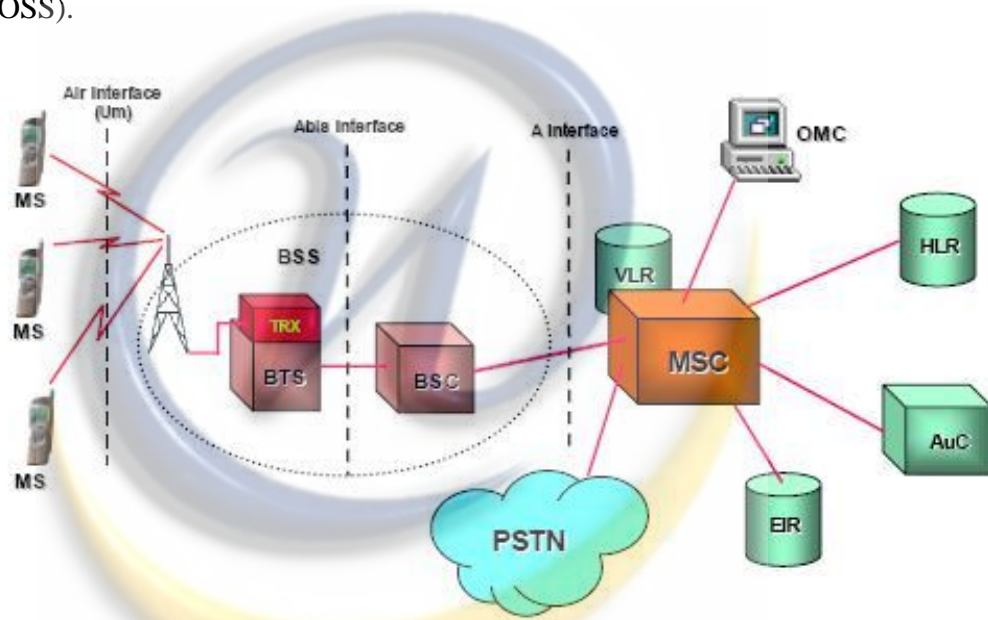 OSS).
Air Interface
(Um)
Abis Interface
A Interface
OMC
MS
HLR
VLR
BSS
MS
TRX
BTS
BSC
MSC
AuC
MS
PSTN
EIR